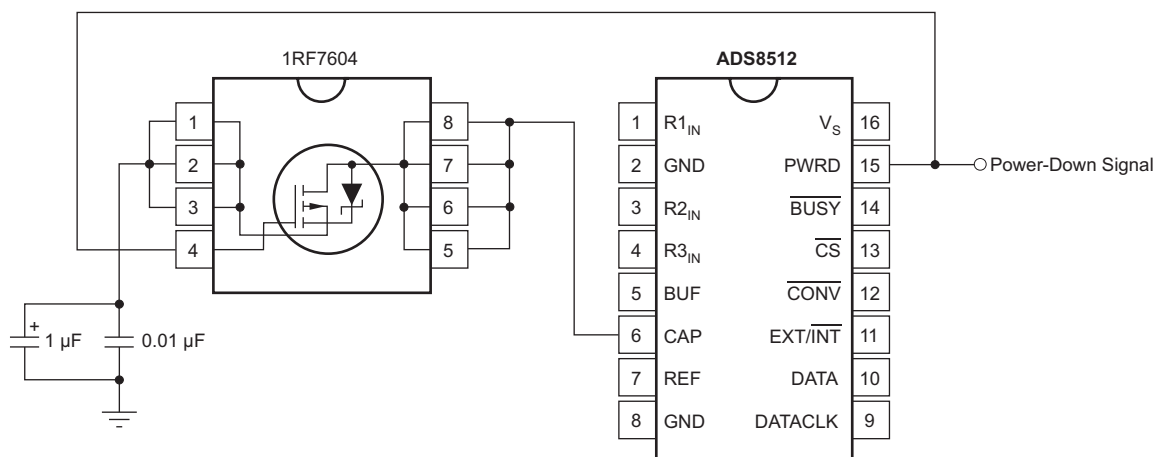 1RF7604
ADS8512
1
2
3
4
8
7
6
5
+
1 µF
0.01 µF
1 R1IN
2 GND
3 R2IN
4 R3IN
5 BUF
6 CAP
7 REF
8 GND
VS 16
PWRD 15
BUSY 14
CS 13
CONV 12
EXT/INT 11
DATA 10
DATACLK 9
Power-Down Signal